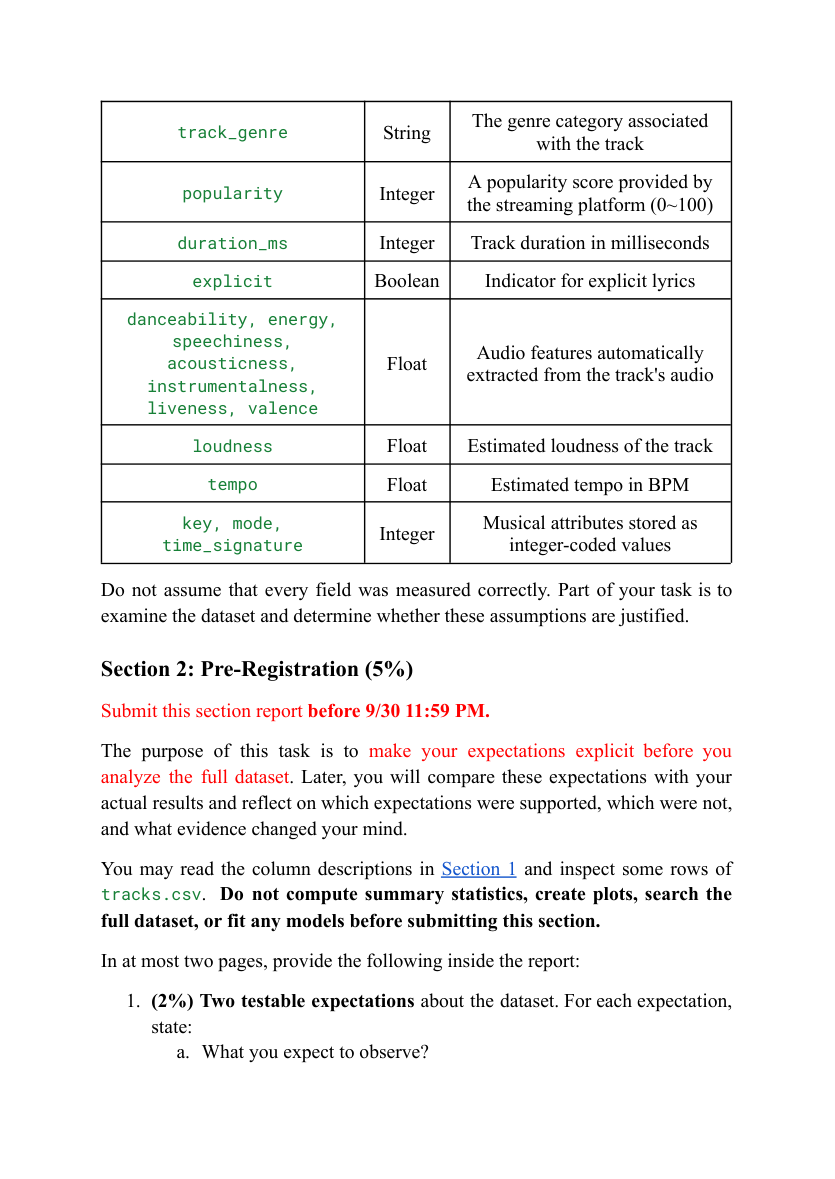 track_genre
String
The genre category associated
with the track
popularity
Integer
A popularity score provided by
the streaming platform (0~100)
duration_ms
Integer
Track duration in milliseconds
explicit
Boolean
Indicator for explicit lyrics
danceability, energy,
speechiness,
acousticness,
instrumentalness,
liveness, valence
Float
Audio features automatically
extracted from the track's audio
loudness
Float
Estimated loudness of the track
tempo
Float
Estimated tempo in BPM
key, mode,
time_signature
Integer
Musical attributes stored as
integer-coded values
Do not assume that every field was measured correctly. Part of your task is to
examine the dataset and determine whether these assumptions are justified.
Section 2: Pre-Registration (5%)
Submit this section report before 9/30 11:59 PM.
The purpose of this task is to make your expectations explicit before you
analyze the full dataset. Later, you will compare these expectations with your
actual results and reflect on which expectations were supported, which were not,
and what evidence changed your mind.
You may read the column descriptions in Section 1 and inspect some rows of
tracks.csv. Do not compute summary statistics, create plots, search the
full dataset, or fit any models before submitting this section.
In at most two pages, provide the following inside the report:
1. (2%) Two testable expectations about the dataset. For each expectation,
state:
a. What you expect to observe?